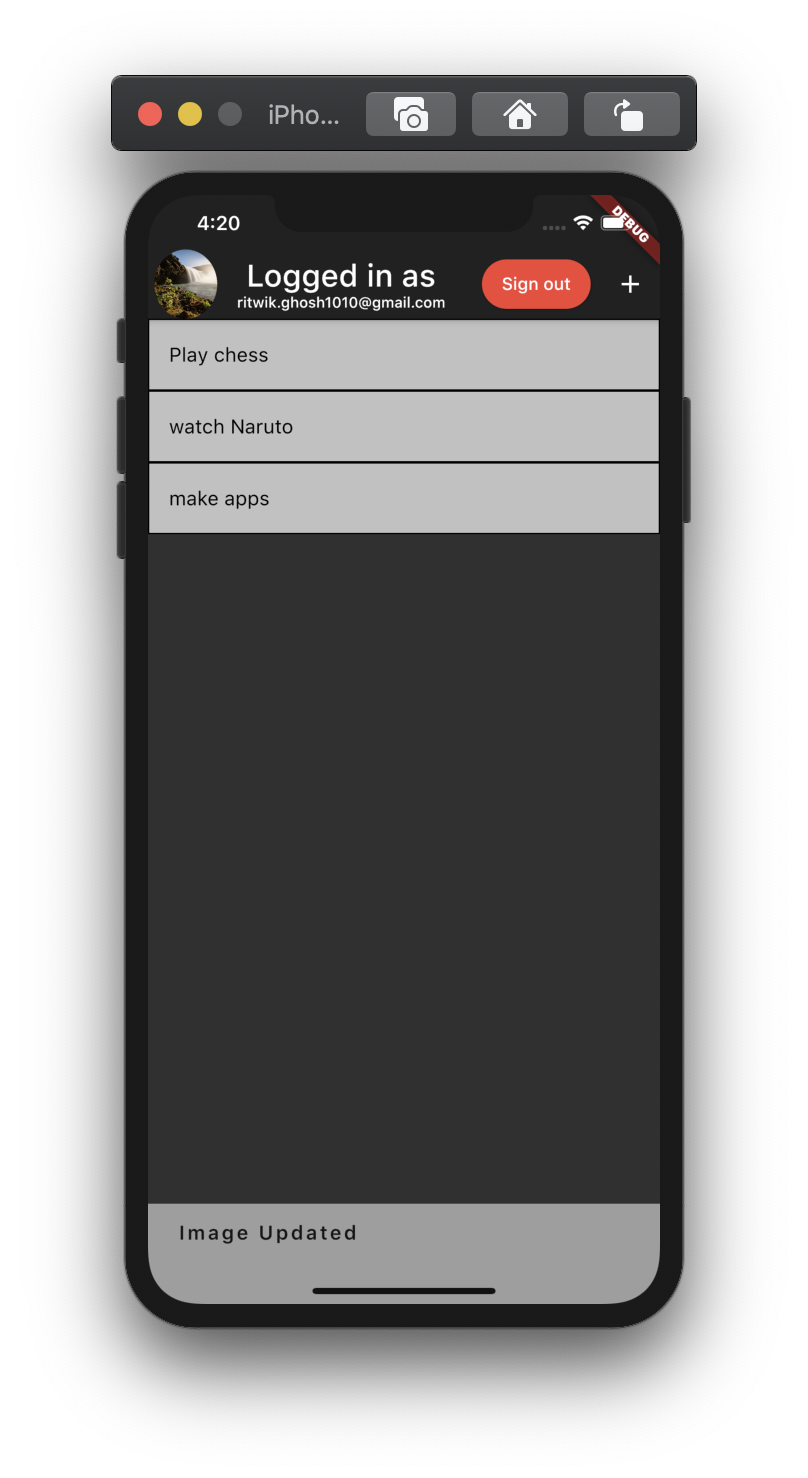 iPho...
4:20
DEBUG
Logged in as
ritwik.ghosh1010@gmail.com
Sign out
+
Play chess
watch Naruto
make apps
Image Updated